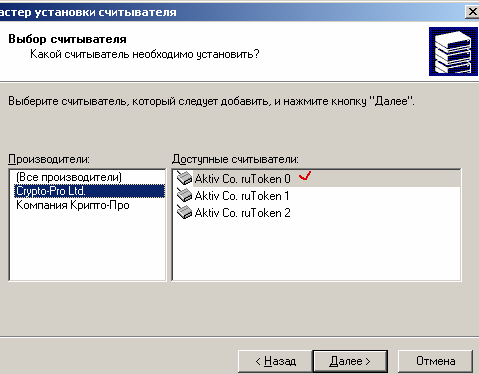 астер установки считывателя
Выбор считывателя
Какой считыватель необходимо установить?
Выберите считыватель, который следует добавить, и нажмите кнопку "Далее".
Производители:
(Все производители)
Crypto-Pro Ltd.
Компания Крипто-Про
Доступные считыватели:
Aktiv Co. ruToken 0
Aktiv Co. ruToken 1
Aktiv Co. ruToken 2
< Назад
Далее >
Отмена